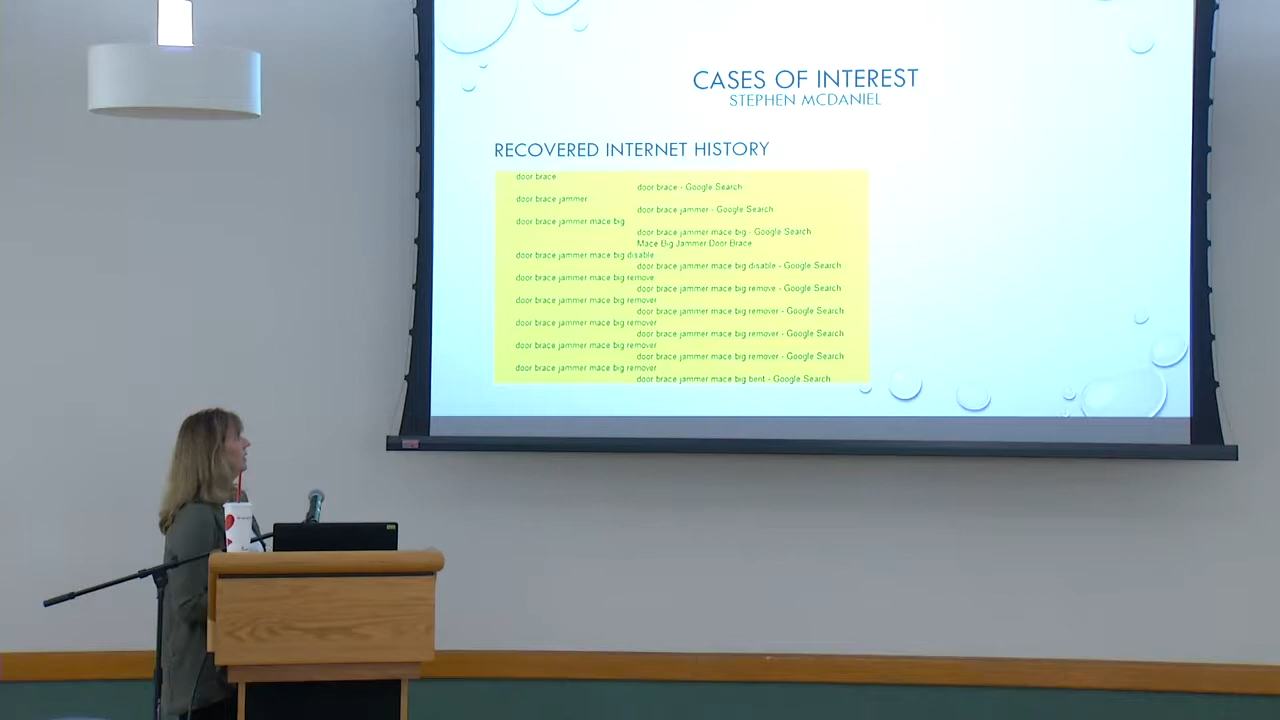 CASES OF INTEREST
STEPHEN MCDANIEL
RECOVERED INTERNET HISTORY
door brace
door brace - Google Search
door brace jammer
door brace jammer - Google Search
door brace jammer mace big
door brace jammer mace big - Google Search
Mace Big Jammer Door Brace
door brace jammer mace big disable
door brace jammer mace big disable - Google Search
door brace jammer mace big remove
door brace jammer mace big remove - Google Search
door brace jammer mace big remover
door brace jammer mace big remover - Google Search
door brace jammer mace big remover
door brace jammer mace big remover - Google Search
door brace jammer mace big remover
door brace jammer mace big remover - Google Search
door brace jammer mace big remover
door brace jammer mace big bent - Google Search